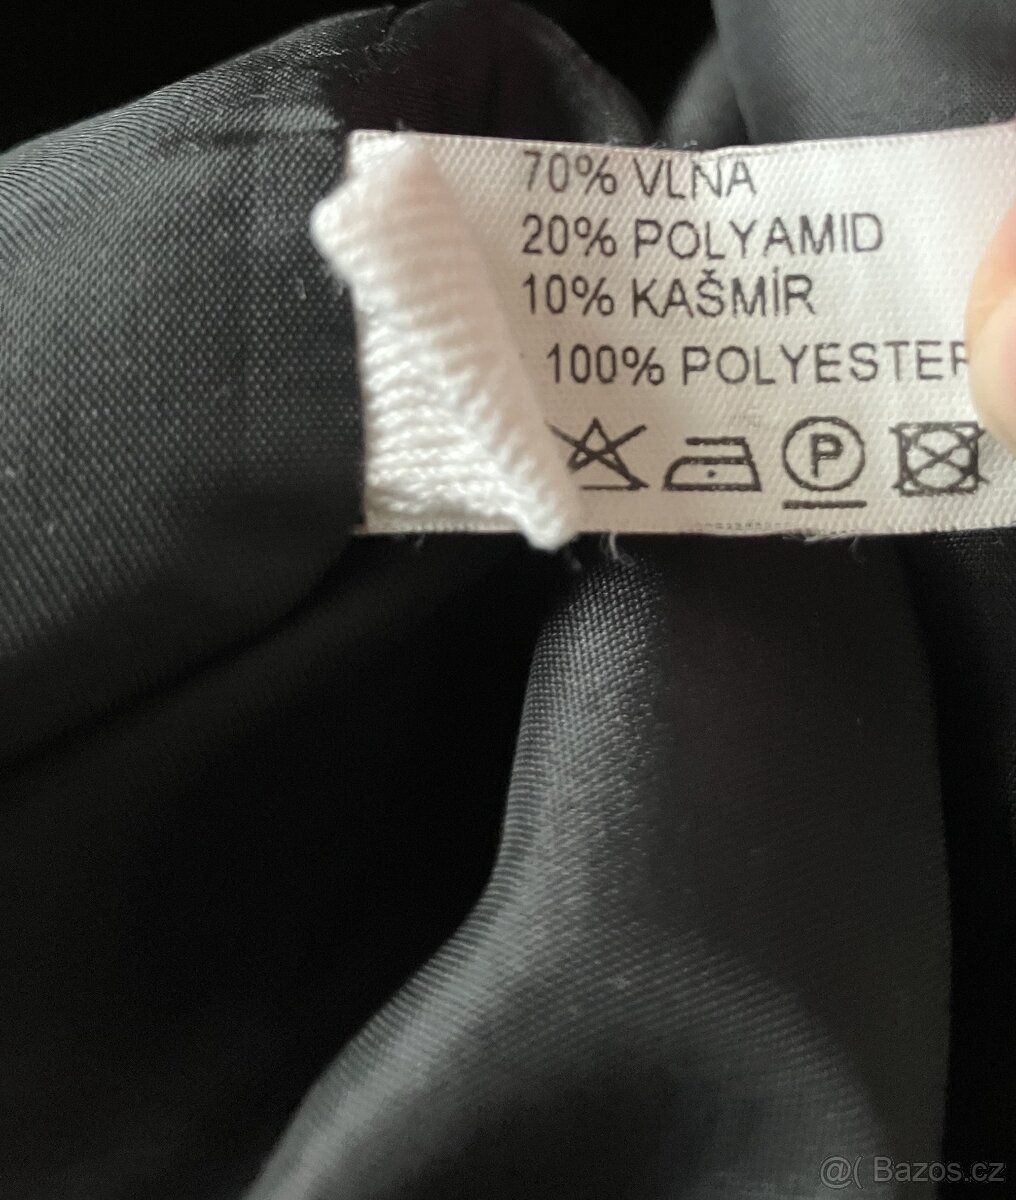 70% VLNA
20% POLYAMID
10% KAŠMÍR
100% POLYESTER
P
@( Bazos.cz